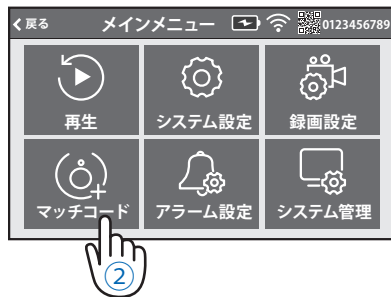 戻る メインメニュー 0123456789
再生 システム設定 録画設定
マッチコード アラーム設定 システム管理
②